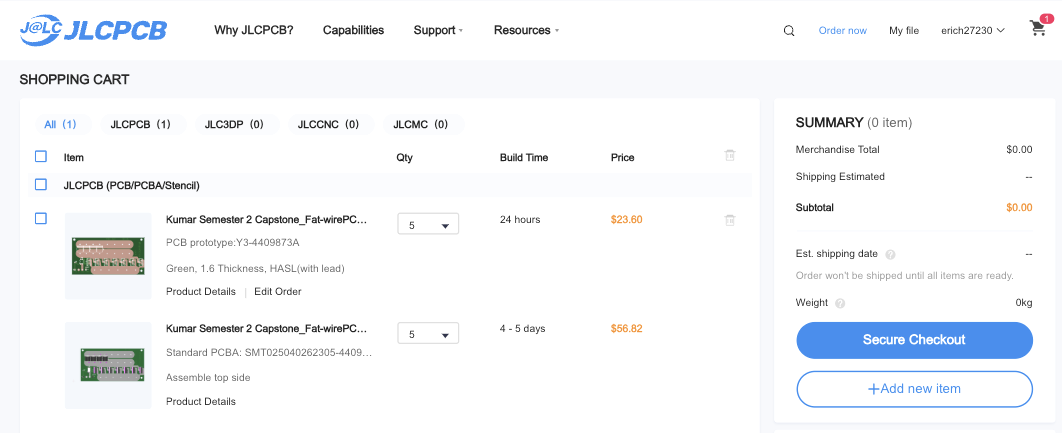 J@LC JLCPCB Why JLCPCB? Capabilities Support Resources Order now My file erich27230 1
SHOPPING CART
All (1) JLCPCB (1) JLC3DP (0) JLCCNC (0) JLCMC (0)
Item Qty Build Time Price
JLCPCB (PCB/PCBA/Stencil)
Kumar Semester 2 Capstone_Fat-wirePC... 5 24 hours $23.60
PCB prototype:Y3-4409873A
Green, 1.6 Thickness, HASL(with lead)
Product Details | Edit Order
Kumar Semester 2 Capstone_Fat-wirePC... 5 4 - 5 days $56.82
Standard PCBA: SMT025040262305-4409...
Assemble top side
Product Details
SUMMARY (0 item)
Merchandise Total $0.00
Shipping Estimated --
Subtotal $0.00
Est. shipping date ? --
Order won't be shipped until all items are ready.
Weight ? 0kg
Secure Checkout
+Add new item